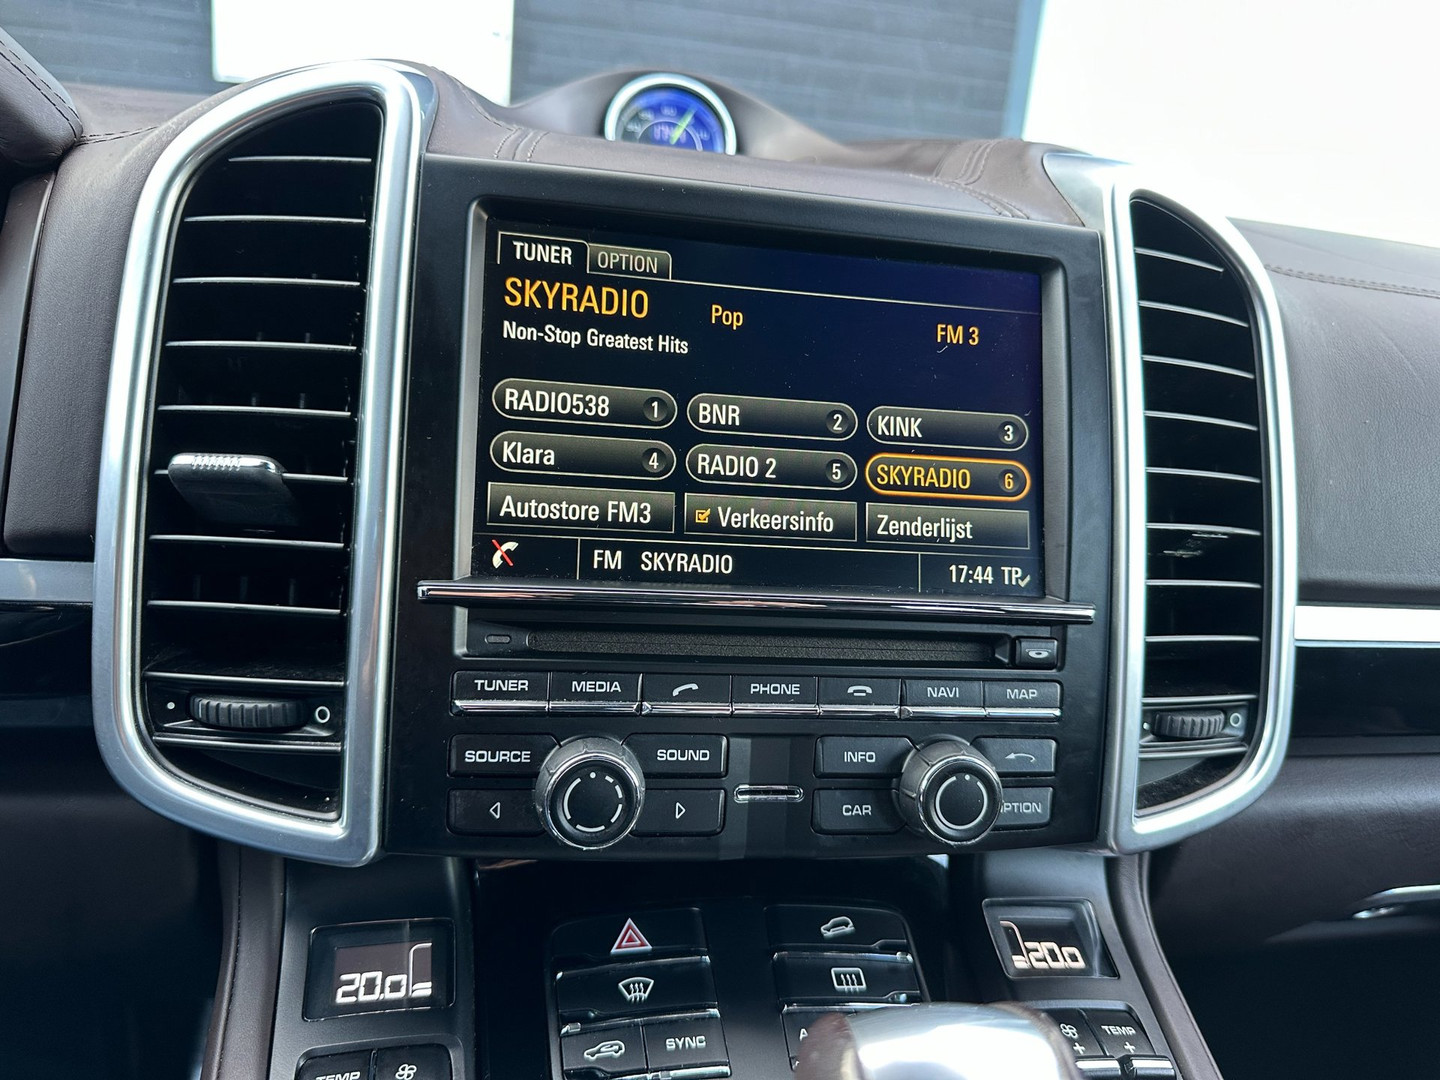 TUNER OPTION
SKYRADIO Pop FM 3
Non-Stop Greatest Hits
RADIO538 1 BNR 2 KINK 3
Klara 4 RADIO 2 5 SKYRADIO 6
Autostore FM3 Verkeersinfo Zenderlijst
FM SKYRADIO 17:44 TP
TUNER MEDIA PHONE NAVI MAP
SOURCE SOUND INFO
CAR
20.0 20.0
SYNC
TEMP TEMP
+ +